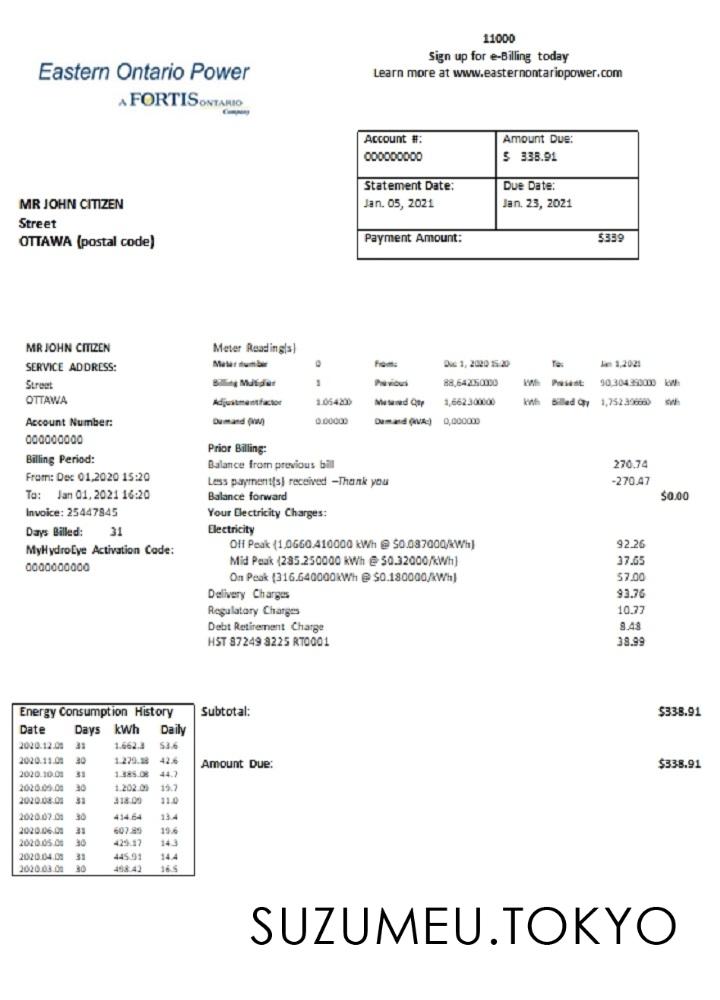 11000
Sign up for e-Billing today
Learn more at www.easternontariopower.com
Eastern Ontario Power
A FORTIS ONTARIO
Company
Account #: Amount Due:
000000000 $ 338.91
Statement Date: Due Date:
Jan. 05, 2021 Jan. 23, 2021
Payment Amount: $339
MR JOHN CITIZEN
Street
OTTAWA (postal code)
MR JOHN CITIZEN
SERVICE ADDRESS:
Street
OTTAWA
Account Number:
000000000
Billing Period:
From: Dec 01,2020 15:20
To: Jan 01, 2021 16:20
Invoice: 25447845
Days Billed: 31
MyHydroEye Activation Code:
0000000000
Meter Reading(s)
Meter number 0 From: Dec 1, 2020 15:20 To: Jan 1,2021
Billing Multiplier 1 Previous 88,642050000 kWh Present: 90,304.350000 kWh
Adjustment factor 1.054200 Metered Qty 1,662.300000 kWh Billed Qty 1,752.396660 kWh
Demand (kW) 0.00000 Demand (kVA:) 0,000000
Prior Billing:
Balance from previous bill 270.74
Less payment(s) received –Thank you -270.47
Balance forward $0.00
Your Electricity Charges:
Electricity
Off Peak (1,0660.410000 kWh @ $0.087000/kWh) 92.26
Mid Peak (285.250000 kWh @ $0.32000/kWh) 37.65
On Peak (316.640000kWh @ $0.180000/kWh) 57.00
Delivery Charges 93.76
Regulatory Charges 10.77
Debt Retirement Charge 8.48
HST 87249 8225 RT0001 38.99
Energy Consumption History
Date Days kWh Daily
2020.12.01 31 1.662.3 53.6
2020.11.01 30 1.279.18 42.6
2020.10.01 31 1.385.08 44.7
2020.09.01 30 1.202.09 19.7
2020.08.01 31 318.09 11.0
2020.07.01 30 414.64 13.4
2020.06.01 31 607.89 19.6
2020.05.01 30 429.17 14.3
2020.04.01 31 445.91 14.4
2020.03.01 30 498.42 16.5
Subtotal: $338.91
Amount Due: $338.91
SUZUMEU.TOKYO